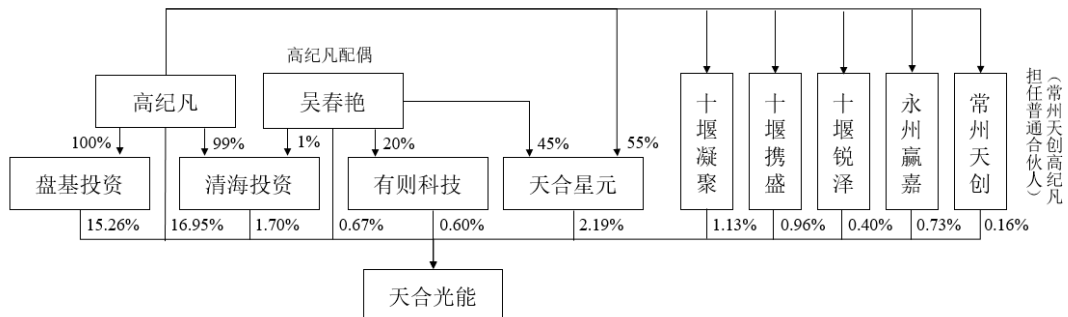 高纪凡配偶
高纪凡
吴春艳
100%
99%
1%
20%
45%
55%
盘基投资
清海投资
有则科技
天合星元
十堰凝聚
十堰携盛
十堰锐泽
永州赢嘉
常州天创
（常州天创高纪凡
担任普通合伙人）
15.26%
16.95%
1.70%
0.67%
0.60%
2.19%
1.13%
0.96%
0.40%
0.73%
0.16%
天合光能